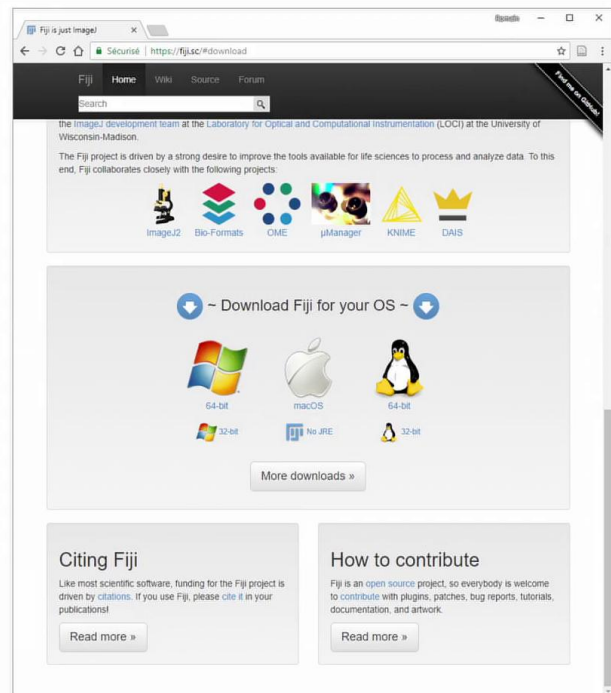 Romain
Fiji is just ImageJ
Sécurisé | https://fiji.sc/#download
Fiji Home Wiki Source Forum
Find me on GitHub!
Search
the ImageJ development team at the Laboratory for Optical and Computational Instrumentation (LOCI) at the University of
Wisconsin-Madison.
The Fiji project is driven by a strong desire to improve the tools available for life sciences to process and analyze data. To this
end, Fiji collaborates closely with the following projects:
ImageJ2 Bio-Formats OME µManager KNIME DAIS
~ Download Fiji for your OS ~
64-bit macOS 64-bit
32-bit No JRE 32-bit
More downloads »
Citing Fiji
Like most scientific software, funding for the Fiji project is
driven by citations. If you use Fiji, please cite it in your
publications!
Read more »
How to contribute
Fiji is an open source project, so everybody is welcome
to contribute with plugins, patches, bug reports, tutorials,
documentation, and artwork.
Read more »